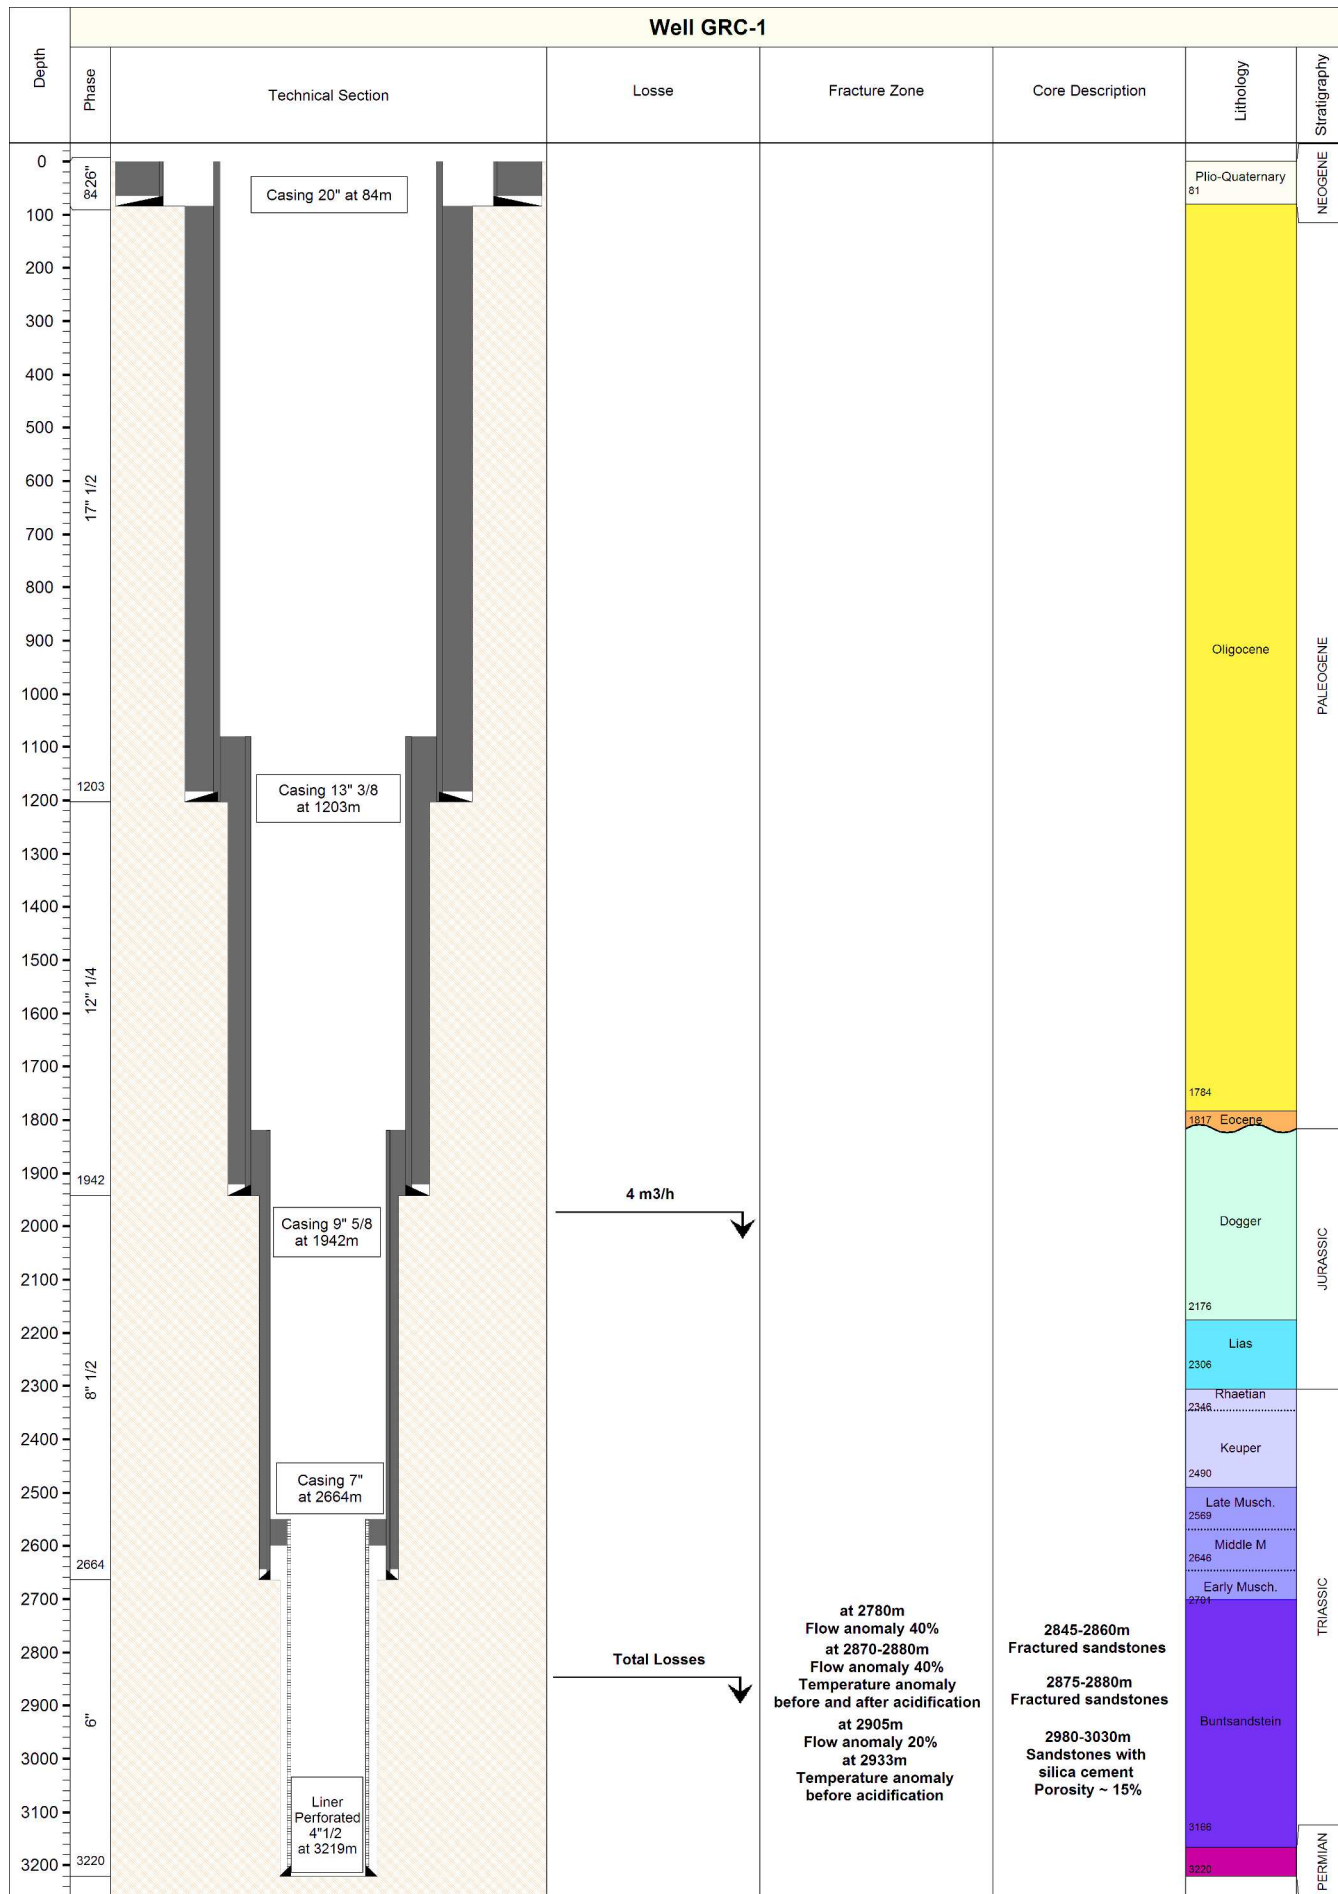 Well GRC-1
Depth
Phase
Technical Section
Losse
Fracture Zone
Core Description
Lithology
Stratigraphy
0
100
200
300
400
500
600
700
800
900
1000
1100
1200
1300
1400
1500
1600
1700
1800
1900
2000
2100
2200
2300
2400
2500
2600
2700
2800
2900
3000
3100
3200
26"
84
17" 1/2
1203
12" 1/4
1942
8" 1/2
2664
6"
3220
Casing 20" at 84m
Casing 13" 3/8
at 1203m
Casing 9" 5/8
at 1942m
Casing 7"
at 2664m
Liner
Perforated
4"1/2
at 3219m
4 m3/h
Total Losses
at 2780m
Flow anomaly 40%
at 2870-2880m
Flow anomaly 40%
Temperature anomaly
before and after acidification
at 2905m
Flow anomaly 20%
at 2933m
Temperature anomaly
before acidification
2845-2860m
Fractured sandstones
2875-2880m
Fractured sandstones
2980-3030m
Sandstones with
silica cement
Porosity ~ 15%
Plio-Quaternary
81
Oligocene
1784
1817 Eocene
Dogger
2176
Lias
2306
Rhaetian
2346
Keuper
2490
Late Musch.
2569
Middle M
2646
Early Musch.
2701
Buntsandstein
3166
3220
NEOGENE
PALEOGENE
JURASSIC
TRIASSIC
PERMIAN